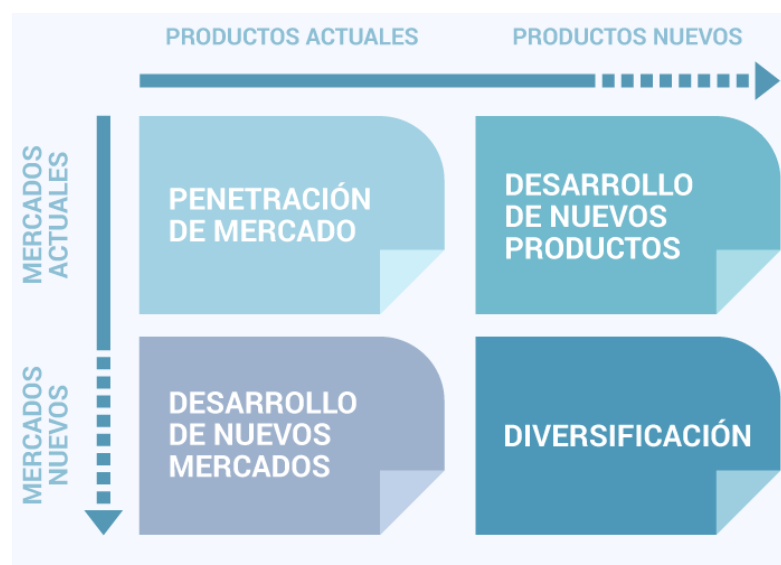 PRODUCTOS ACTUALES
PRODUCTOS NUEVOS
MERCADOS
ACTUALES
PENETRACIÓN
DE MERCADO
DESARROLLO
DE NUEVOS
PRODUCTOS
MERCADOS
NUEVOS
DESARROLLO
DE NUEVOS
MERCADOS
DIVERSIFICACIÓN